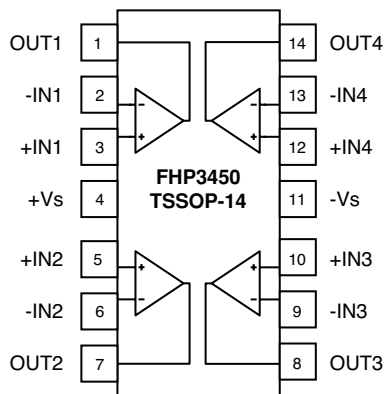 OUT1 1 14 OUT4
-IN1 2 - - 13 -IN4
+IN1 3 + + 12 +IN4
FHP3450
TSSOP-14
+Vs 4 11 -Vs
+IN2 5 + + 10 +IN3
-IN2 6 - - 9 -IN3
OUT2 7 8 OUT3